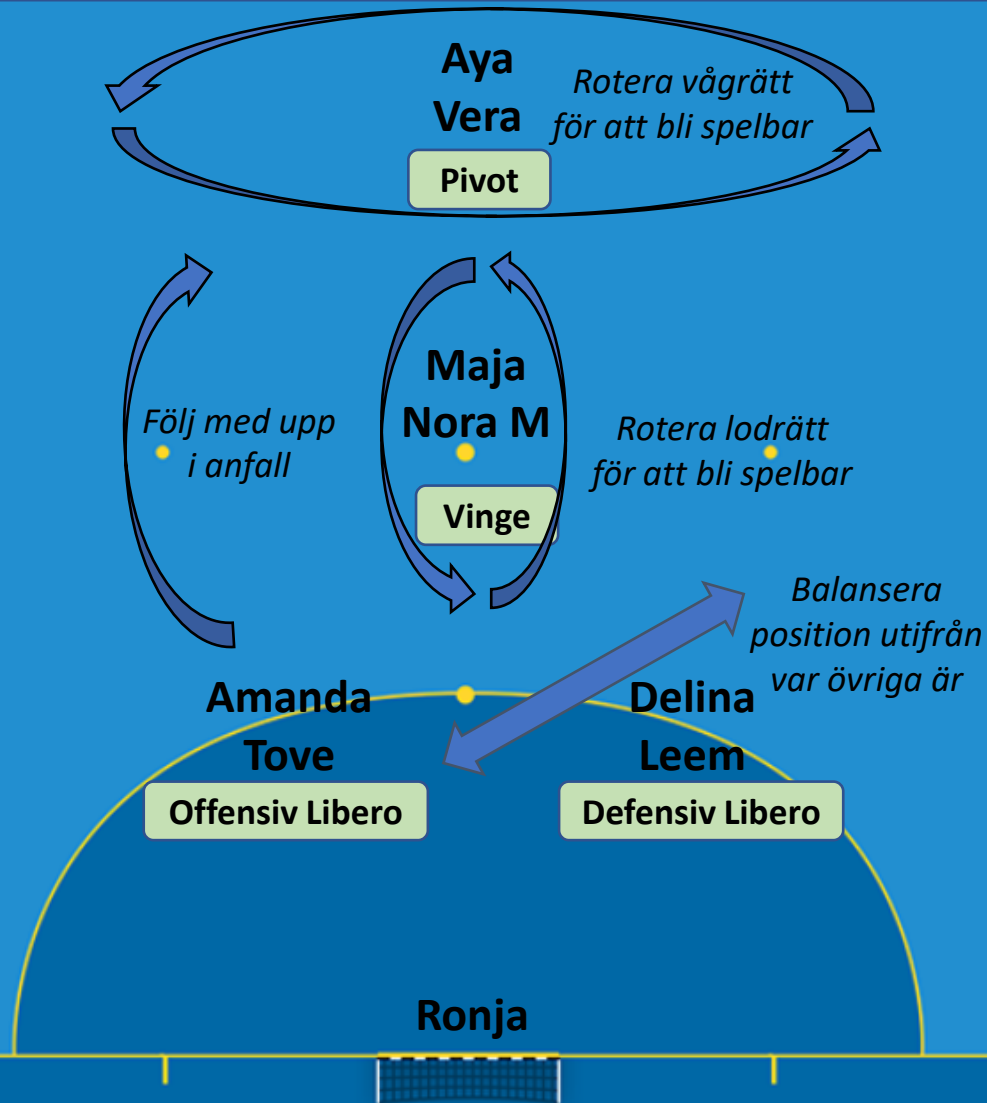 Aya
Vera
Rotera vågrätt
för att bli spelbar
Pivot
Maja
Nora M
Vinge
Följ med upp
i anfall
Rotera lodrätt
för att bli spelbar
Balansera
position utifrån
var övriga är
Amanda
Tove
Offensiv Libero
Delina
Leem
Defensiv Libero
Ronja